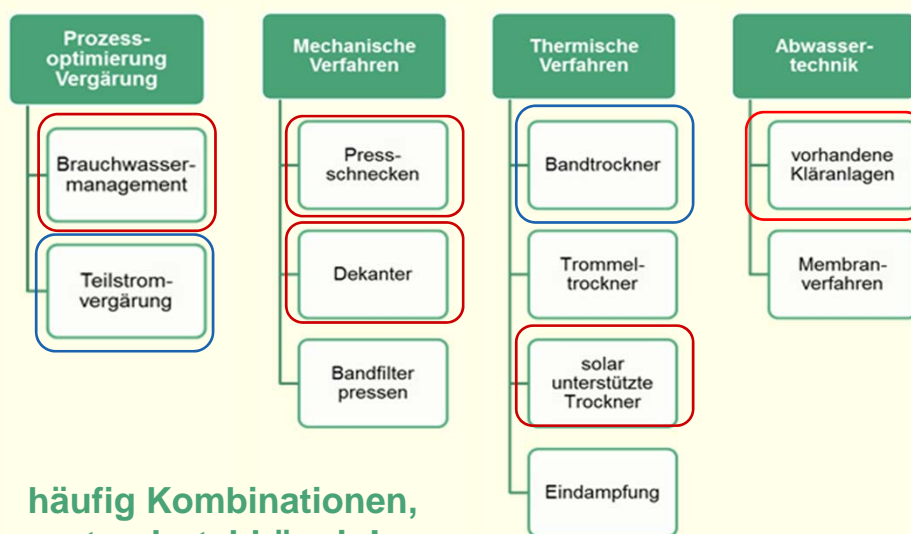 Prozess-
optimierung
Vergärung
Brauchwasser-
management
Teilstrom-
vergärung
Mechanische
Verfahren
Press-
schnecken
Dekanter
Bandfilter
pressen
Thermische
Verfahren
Bandtrockner
Trommel-
trockner
solar
unterstützte
Trockner
Eindampfung
Abwasser-
technik
vorhandene
Kläranlagen
Membran-
verfahren
häufig Kombinationen,